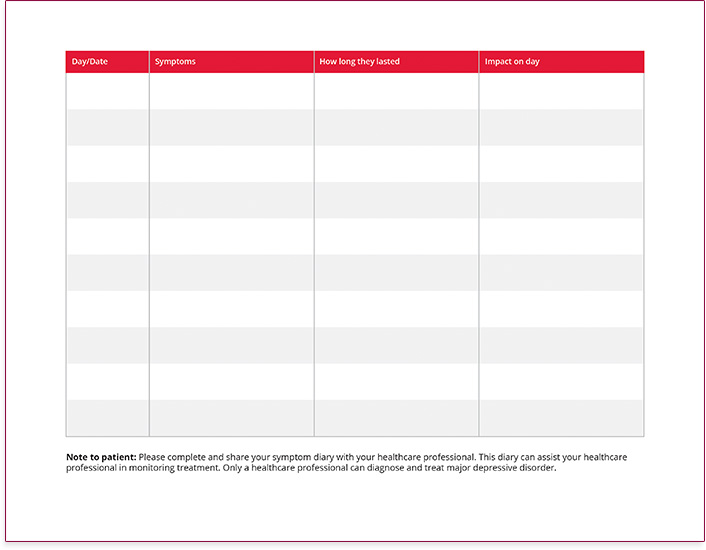 Day/Date Symptoms How long they lasted Impact on day
Note to patient: Please complete and share your symptom diary with your healthcare professional. This diary can assist your healthcare
professional in monitoring treatment. Only a healthcare professional can diagnose and treat major depressive disorder.